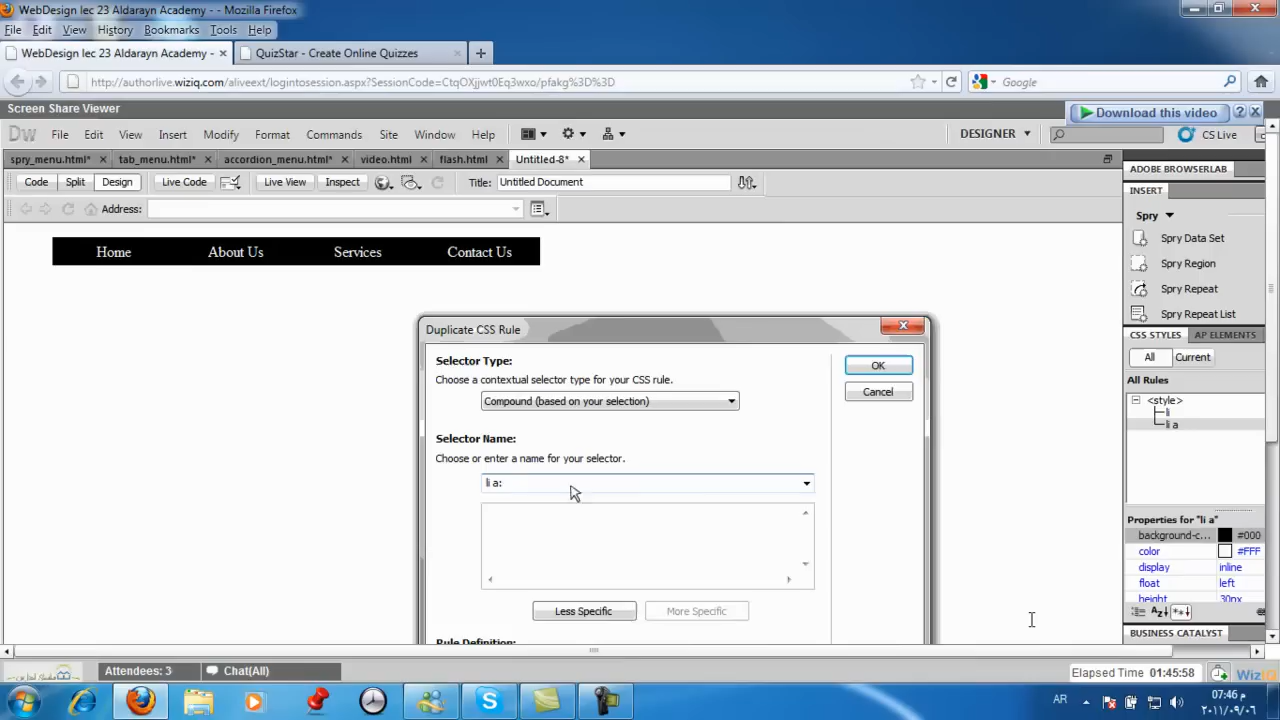 WebDesign lec 23 Aldarayn Academy - - Mozilla Firefox
File Edit View History Bookmarks Tools Help
WebDesign lec 23 Aldarayn Academy - ×
QuizStar - Create Online Quizzes ×
http://authorlive.wiziq.com/aliveext/logintosession.aspx?SessionCode=CtqOXjjwt0Eq3wxo/pfakg%3D%3D
Google
Screen Share Viewer
Download this video ? X
Dw File Edit View Insert Modify Format Commands Site Window Help
DESIGNER CS Live
spry_menu.html* × tab_menu.html* × accordion_menu.html* × video.html × flash.html × Untitled-8* ×
Code Split Design Live Code Live View Inspect Title: Untitled Document
Address:
Home About Us Services Contact Us
Duplicate CSS Rule
Selector Type:
Choose a contextual selector type for your CSS rule.
Compound (based on your selection)
Selector Name:
Choose or enter a name for your selector.
li a:
Less Specific More Specific
Rule Definition:
OK
Cancel
ADOBE BROWSERLAB
INSERT
Spry
Spry Data Set
Spry Region
Spry Repeat
Spry Repeat List
CSS STYLES AP ELEMENTS
All Current
All Rules
<style>
li
li a
Properties for "li a"
background-c... #000
color #FFF
display inline
float left
height 30px
BUSINESS CATALYST
Attendees: 3 Chat(All)
Elapsed Time 01:45:58
WizIQ
AR
07:46 م
٢٠١١/٠٩/٠٦